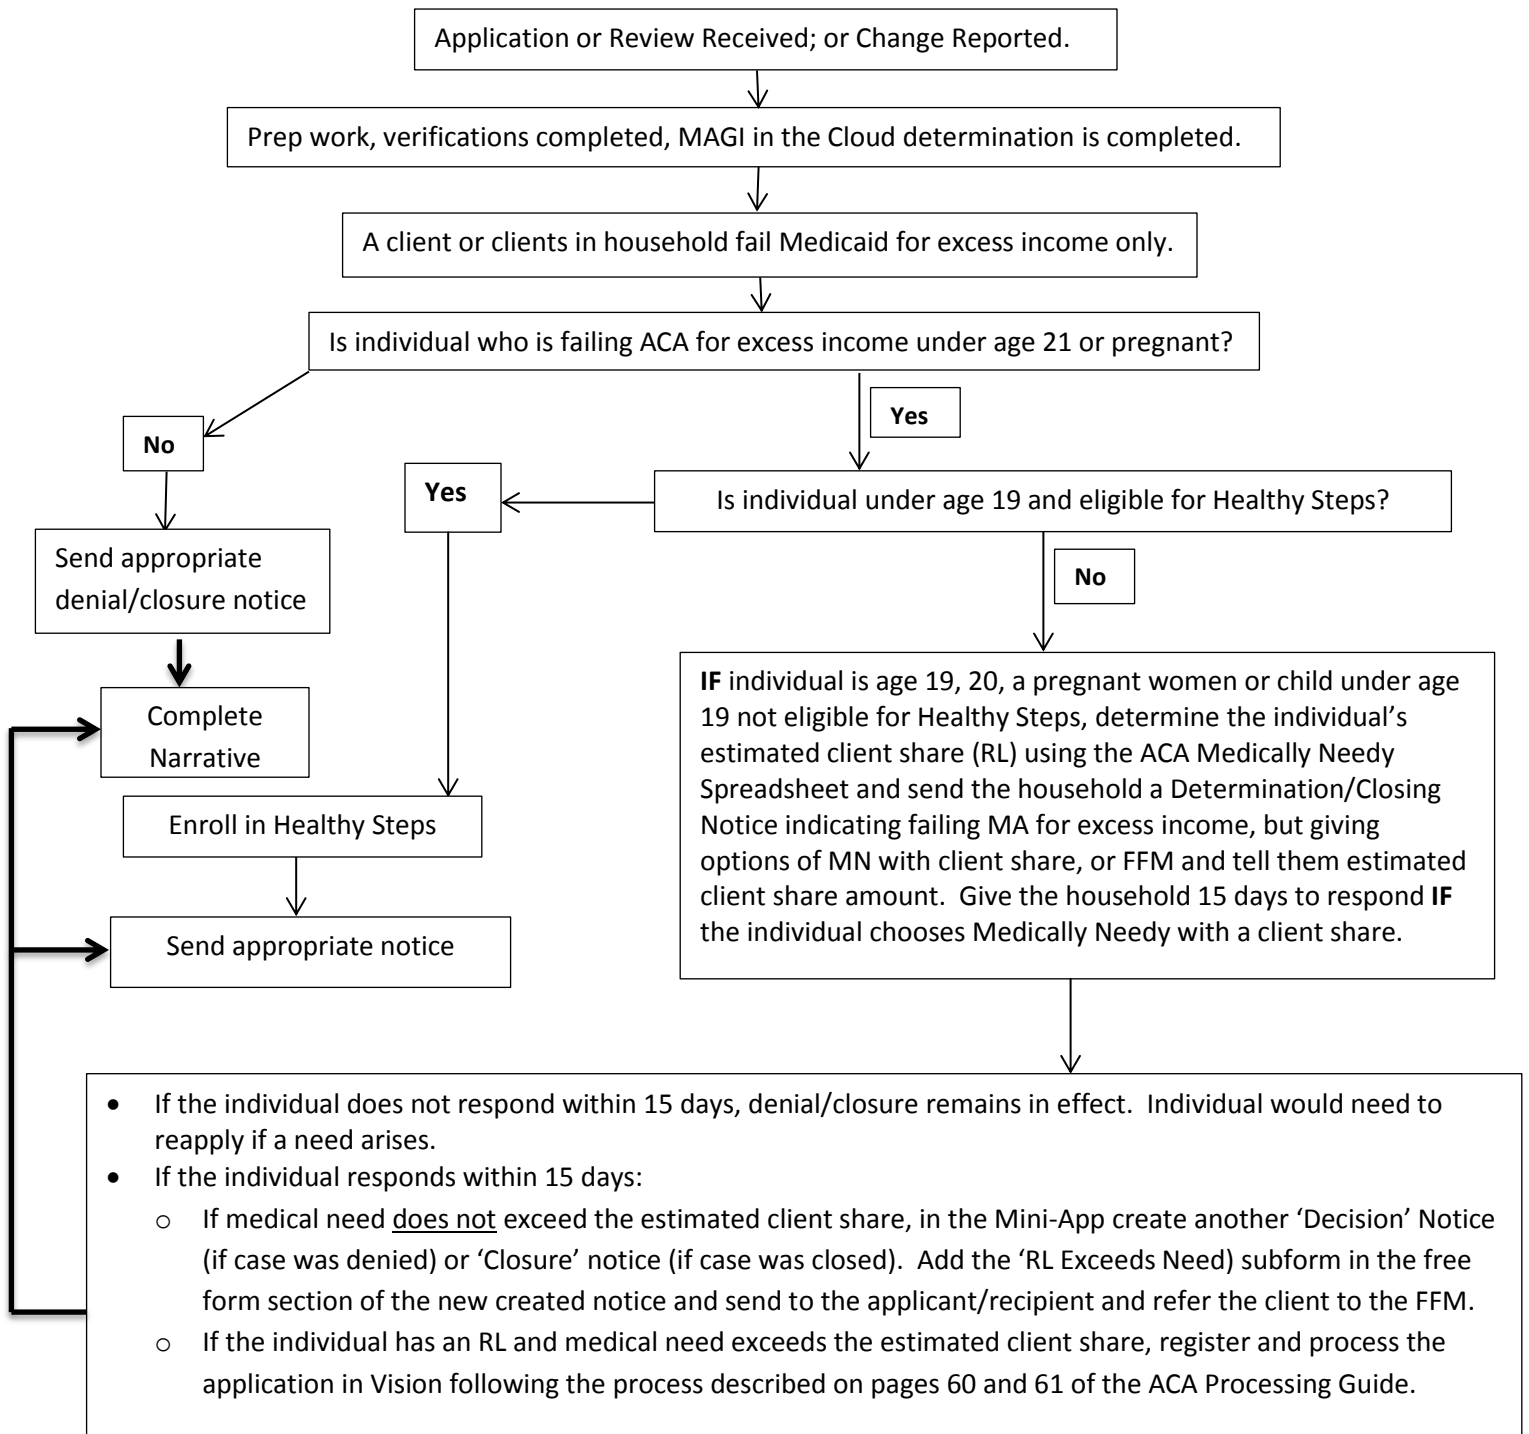 Application or Review Received; or Change Reported.
Prep work, verifications completed, MAGI in the Cloud determination is completed.
A client or clients in household fail Medicaid for excess income only.
Is individual who is failing ACA for excess income under age 21 or pregnant?
No
Yes
Yes
Is individual under age 19 and eligible for Healthy Steps?
Send appropriate
denial/closure notice
No
Complete
Narrative
Enroll in Healthy Steps
Send appropriate notice
IF individual is age 19, 20, a pregnant women or child under age
19 not eligible for Healthy Steps, determine the individual’s
estimated client share (RL) using the ACA Medically Needy
Spreadsheet and send the household a Determination/Closing
Notice indicating failing MA for excess income, but giving
options of MN with client share, or FFM and tell them estimated
client share amount.  Give the household 15 days to respond IF
the individual chooses Medically Needy with a client share.
• If the individual does not respond within 15 days, denial/closure remains in effect.  Individual would need to
reapply if a need arises.
• If the individual responds within 15 days:
o If medical need does not exceed the estimated client share, in the Mini-App create another ‘Decision’ Notice
(if case was denied) or ‘Closure’ notice (if case was closed).  Add the ‘RL Exceeds Need) subform in the free
form section of the new created notice and send to the applicant/recipient and refer the client to the FFM.
o If the individual has an RL and medical need exceeds the estimated client share, register and process the
application in Vision following the process described on pages 60 and 61 of the ACA Processing Guide.